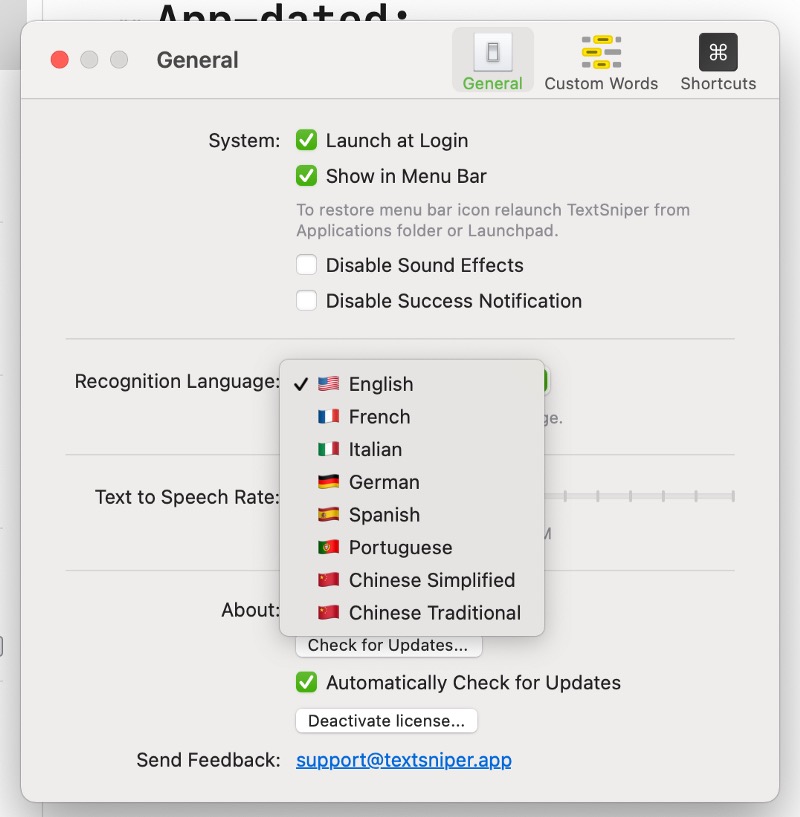 App-dated:
General
General
Custom Words
Shortcuts
System:
Launch at Login
Show in Menu Bar
To restore menu bar icon relaunch TextSniper from
Applications folder or Launchpad.
Disable Sound Effects
Disable Success Notification
Recognition Language:
English
French
Italian
German
Spanish
Portuguese
Chinese Simplified
Chinese Traditional
Text to Speech Rate:
About:
Check for Updates...
Automatically Check for Updates
Deactivate license...
Send Feedback:
support@textsniper.app